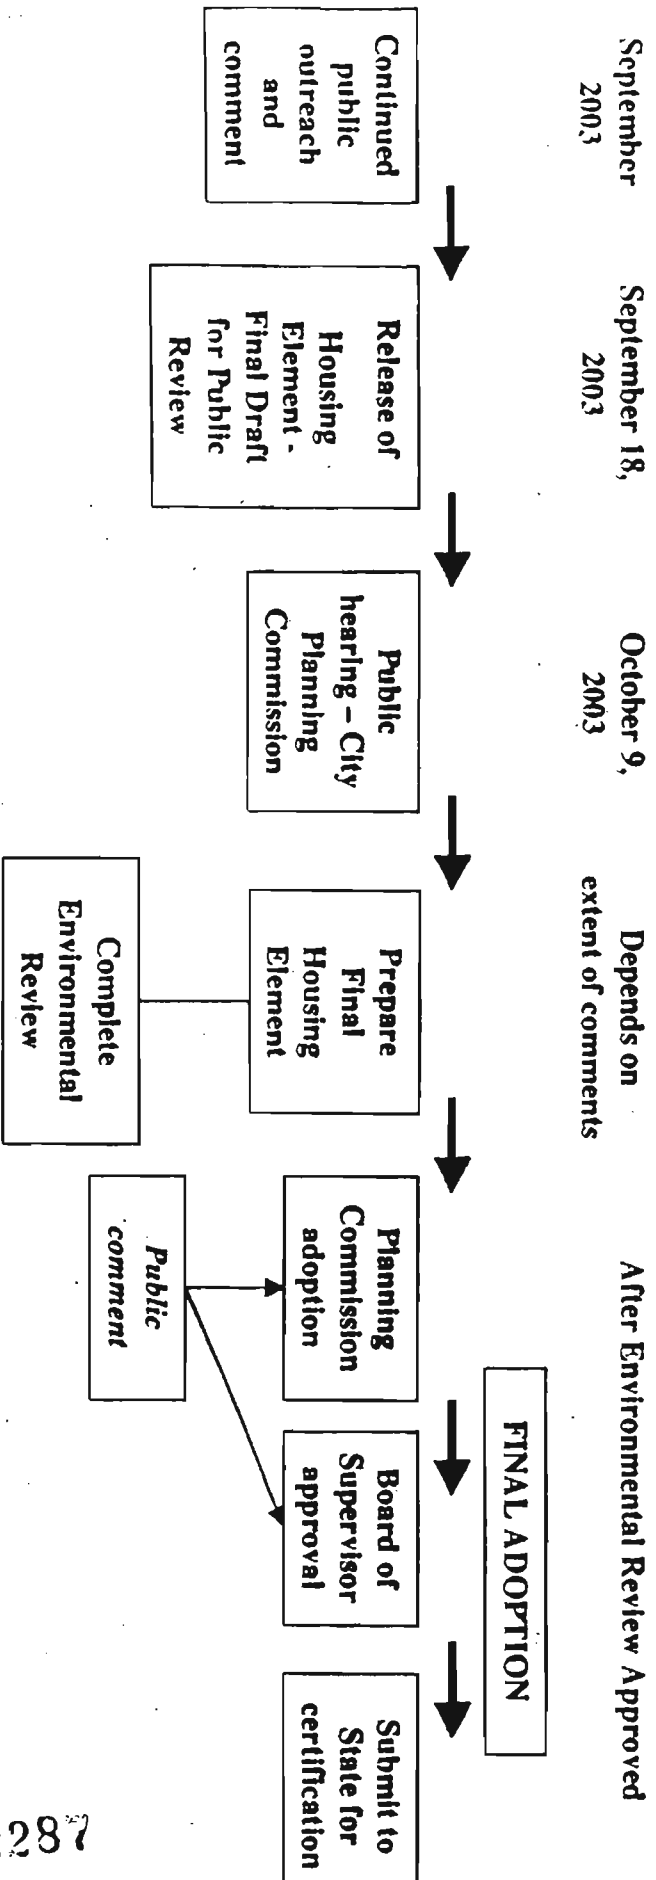 September
2003
September 18,
2003
October 9,
2003
Depends on
extent of comments
After Environmental Review Approved
FINAL ADOPTION
Continued
public
outreach
and
comment
Release of
Housing
Element -
Final Draft
for Public
Review
Public
hearing – City
Planning
Commission
Prepare
Final
Housing
Element
Planning
Commission
adoption
Board of
Supervisor
approval
Submit to
State for
certification
Complete
Environmental
Review
Public
comment
287